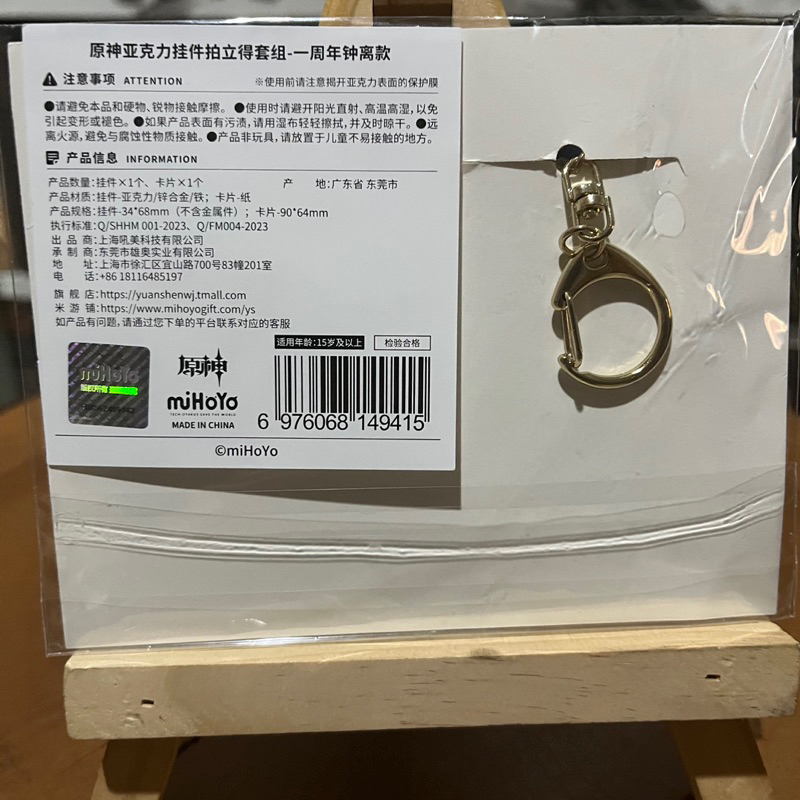 原神亚克力挂件拍立得套组-一周年钟离款
注意事项 ATTENTION ※使用前请注意揭开亚克力表面的保护膜
●请避免本品和硬物、锐物接触摩擦。 ●使用时请避开阳光直射、高温高湿,以免
引起变形或褪色。●如果产品表面有污渍,请用湿布轻轻擦拭,并及时晾干。●远
离火源,避免与腐蚀性物质接触。●产品非玩具,请放置于儿童不易接触的地方。
产品信息 INFORMATION
产品数量:挂件×1个、卡片×1个 产 地:广东省 东莞市
产品材质:挂件-亚克力/锌合金/铁;卡片-纸
产品规格:挂件-34*68mm(不含金属件);卡片-90*64mm
执行标准:Q/SHHM 001-2023、Q/FM004-2023
出 品 商:上海吼美科技有限公司
承 制 商:东莞市雄奥实业有限公司
地 址:上海市徐汇区宜山路700号83幢201室
电 话:+86 18116485197
旗 舰 店:https://yuanshenwj.tmall.com
米 游 铺:https://www.mihoyogift.com/ys
如产品有问题,请通过您下单的平台联系对应的客服
适用年龄:15岁及以上 检验合格
miHoYo
版权所有
原神
miHoYo
TECH OTAKUS SAVE THE WORLD
MADE IN CHINA
6 976068 149415
©miHoYo